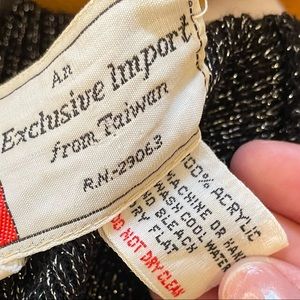 An
Exclusive Import
from Taiwan
R.N.-29063
100% ACRYLIC
MACHINE OR HAND
WASH COOL WATER
NO BLEACH
DRY FLAT
DO NOT DRY CLEAN